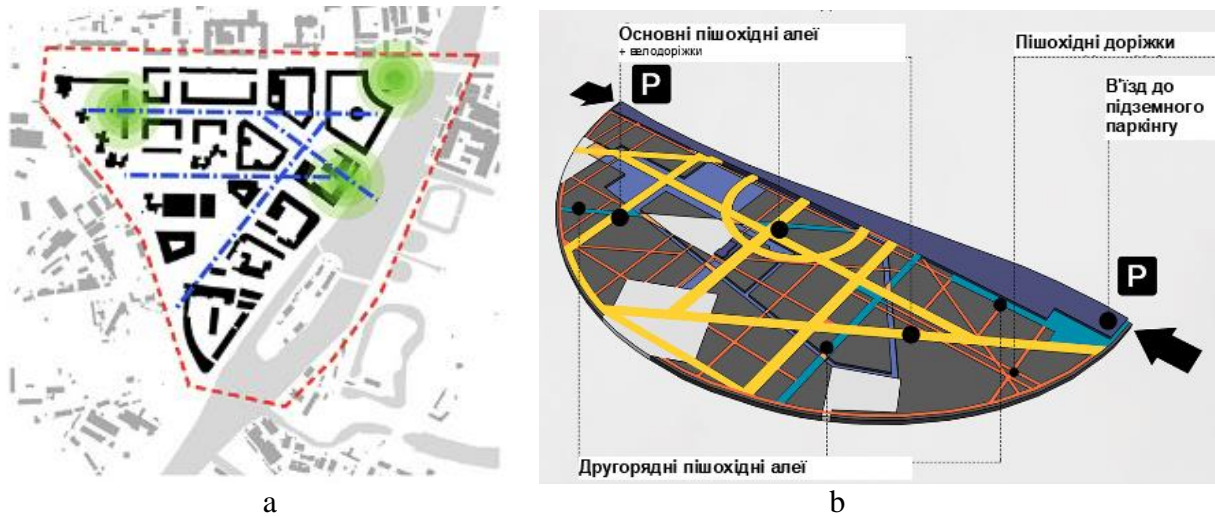 Основні пішохідні алеї
+ велодоріжки
Пішохідні доріжки
В'їзд до
підземного
паркінгу
P
P
Другорядні пішохідні алеї
a
b